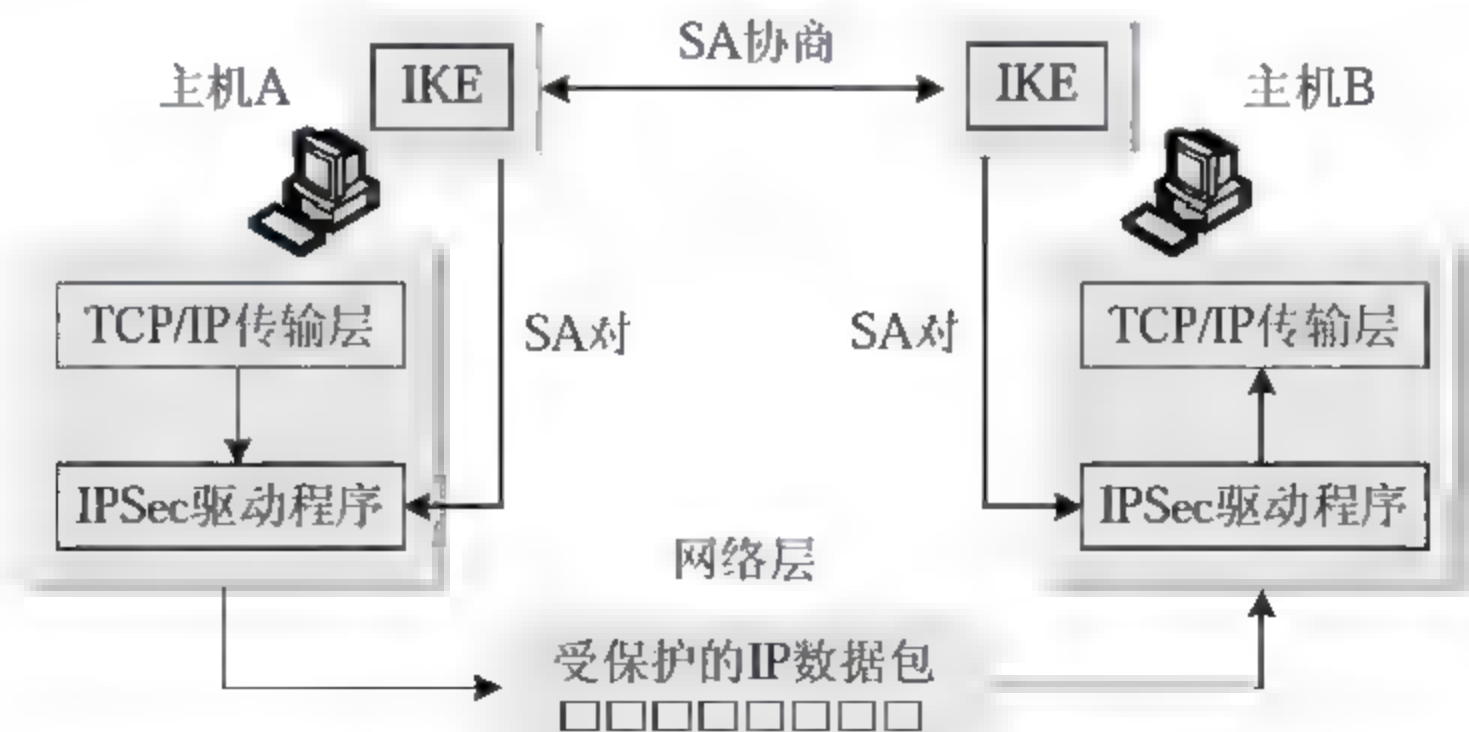 SA协商
主机A
IKE
IKE
主机B
TCP/IP传输层
SA对
SA对
TCP/IP传输层
IPSec驱动程序
IPSec驱动程序
网络层
受保护的IP数据包